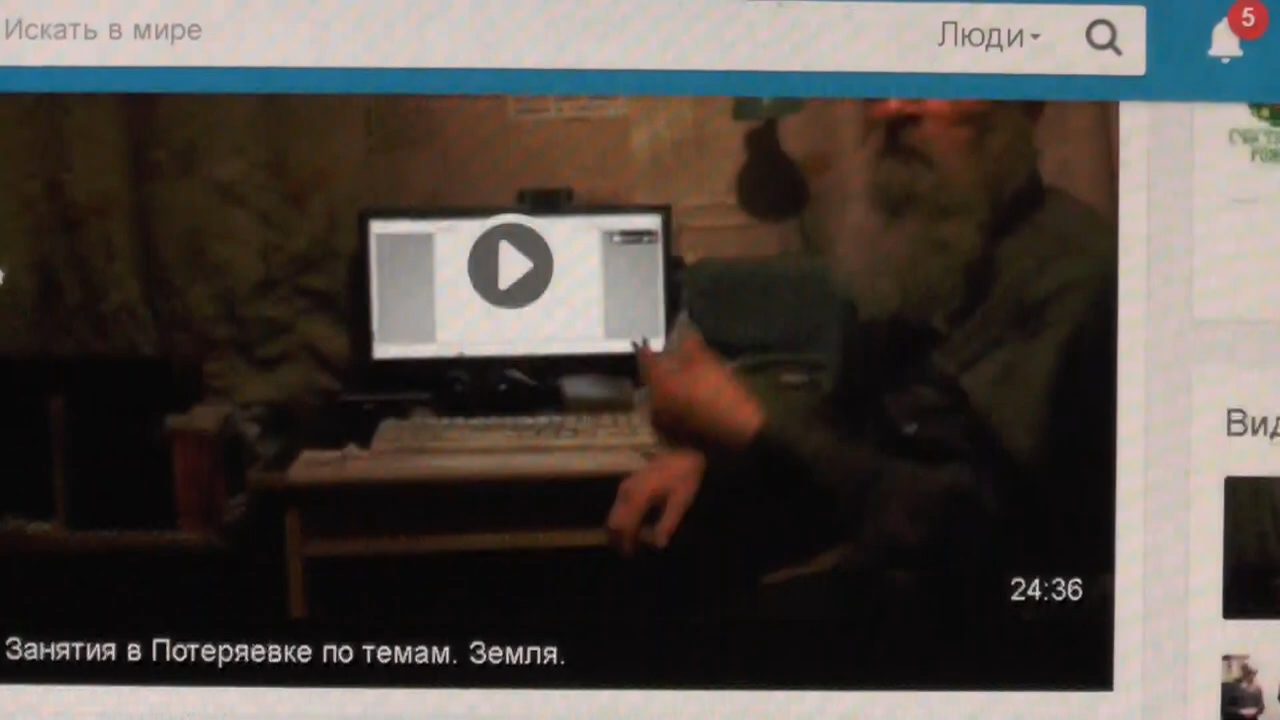 Искать в мире
Люди
5
Вид
24:36
Занятия в Потеряевке по темам. Земля.